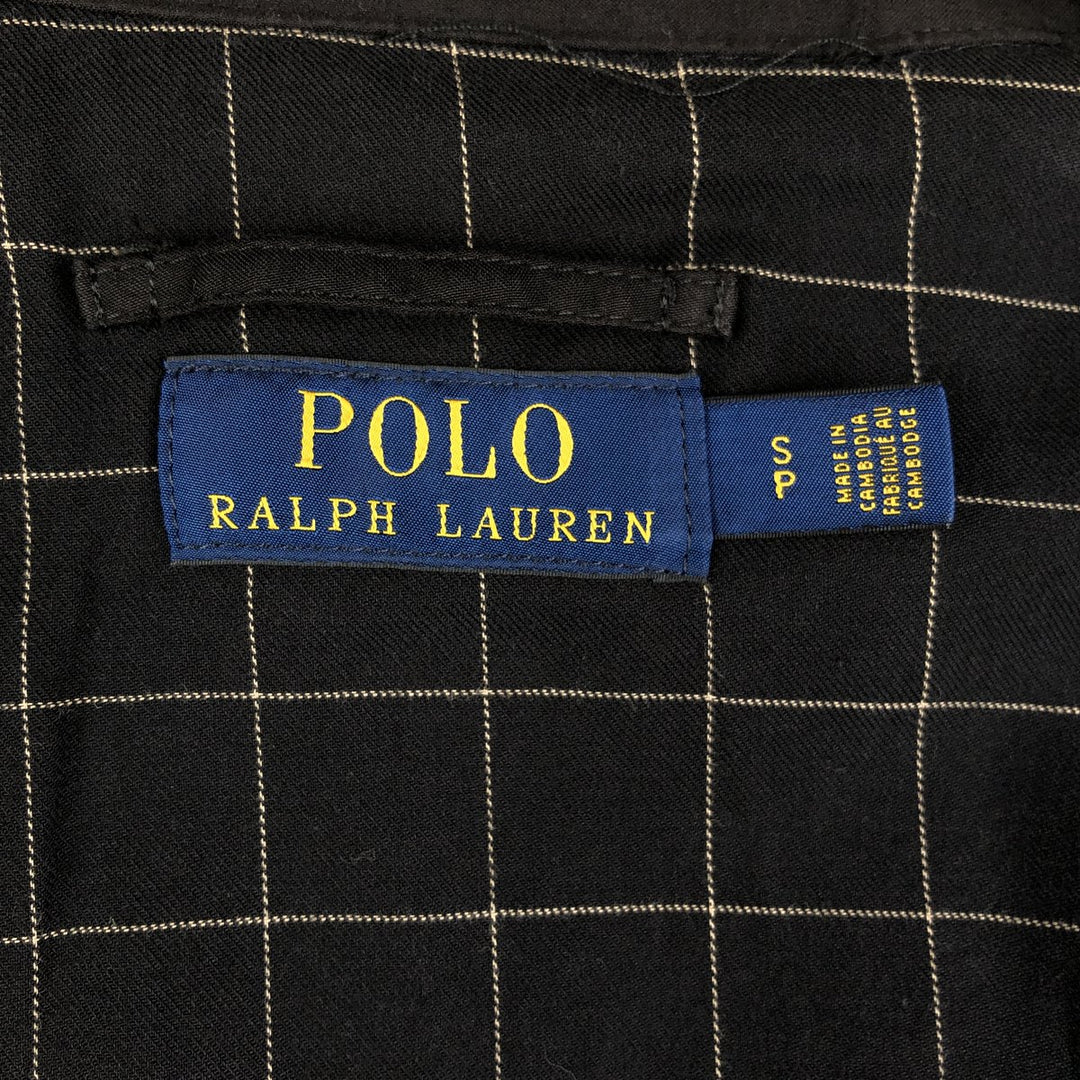 POLO
RALPH LAUREN
S
P
MADE IN
CAMBODIA
FABRIQUÉ AU
CAMBODGE